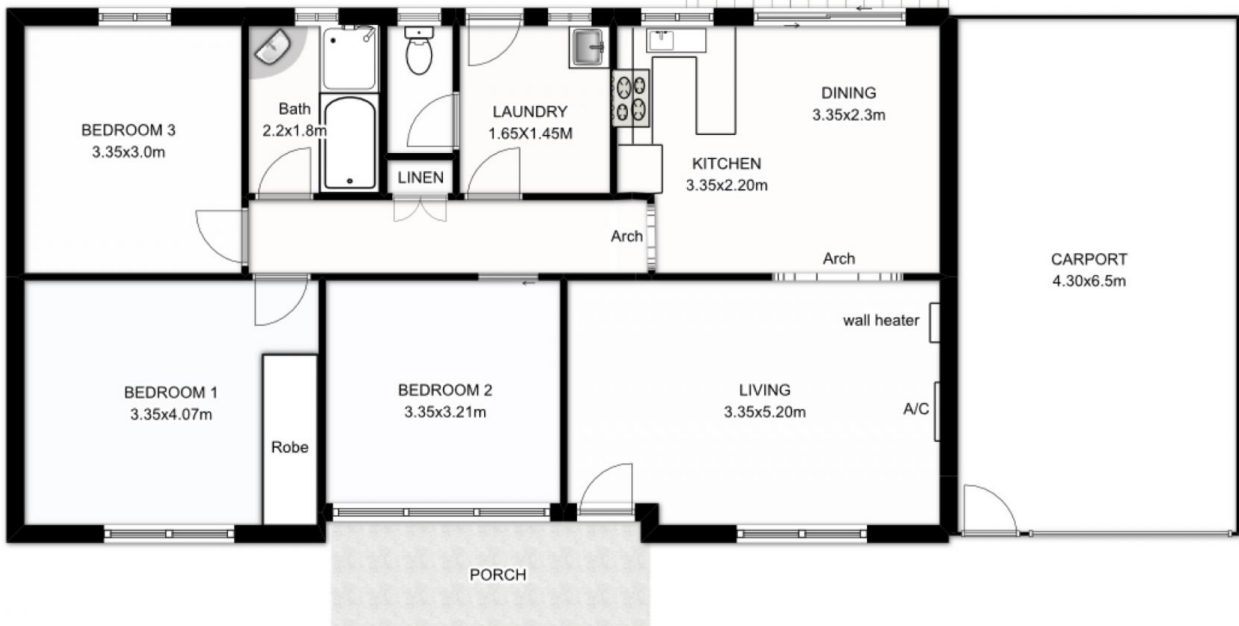 BEDROOM 3
3.35x3.0m
Bath
2.2x1.8m
LINEN
LAUNDRY
1.65X1.45M
KITCHEN
3.35x2.20m
DINING
3.35x2.3m
Arch
Arch
CARPORT
4.30x6.5m
BEDROOM 1
3.35x4.07m
Robe
BEDROOM 2
3.35x3.21m
LIVING
3.35x5.20m
wall heater
A/C
PORCH